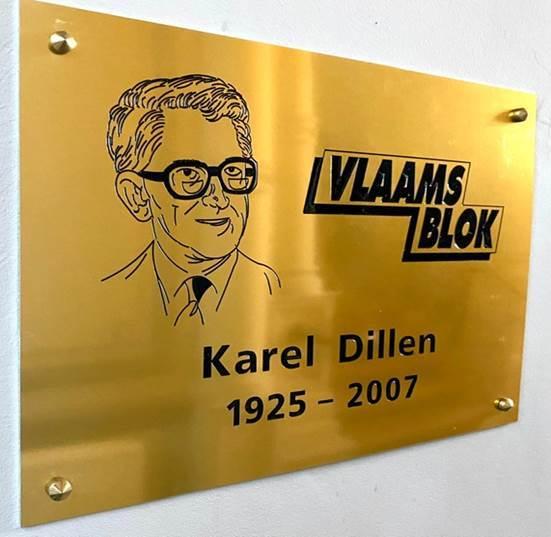 VLAAMS
BLOK
Karel Dillen
1925 – 2007